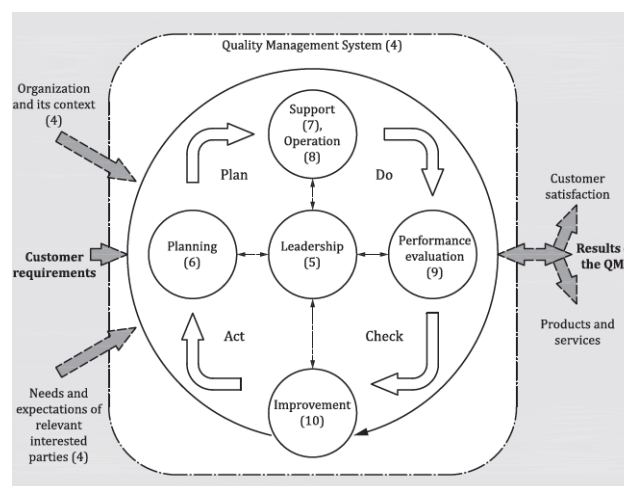 Quality Management System (4)
Organization
and its context
(4)
Support
(7),
Operation
(8)
Plan
Do
Customer
satisfaction
Customer
requirements
Planning
(6)
Leadership
(5)
Performance
evaluation
(9)
Results
the QM
Act
Check
Products and
services
Needs and
expectations of
relevant
interested
parties (4)
Improvement
(10)